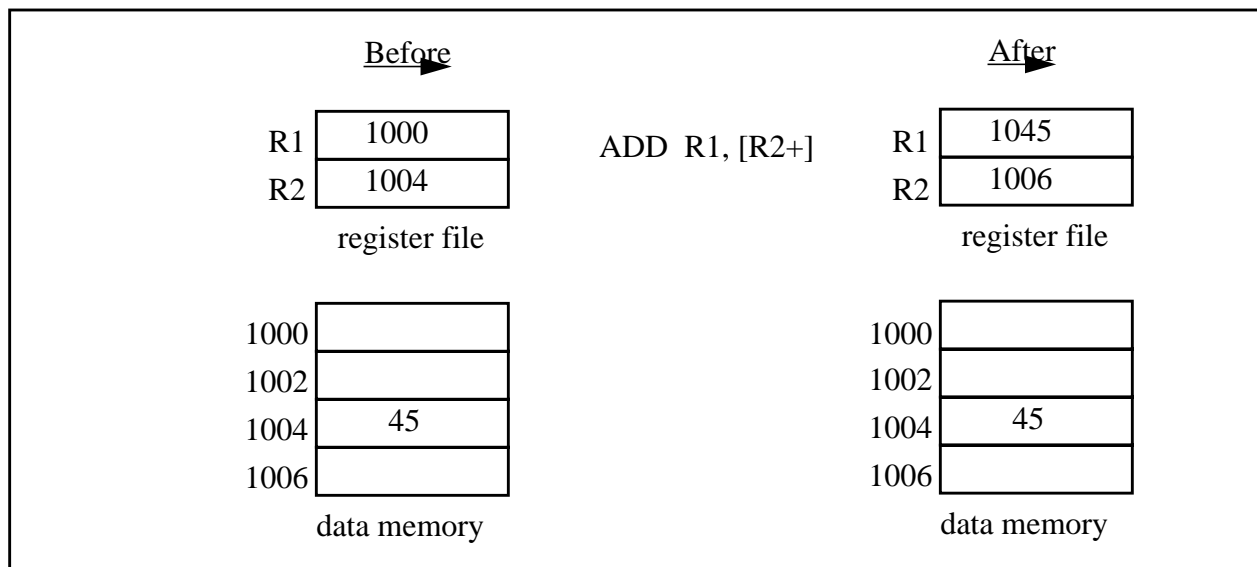 Before
After
R1 1000
R2 1004
register file
ADD R1, [R2+]
R1 1045
R2 1006
register file
1000
1002
1004 45
1006
data memory
1000
1002
1004 45
1006
data memory